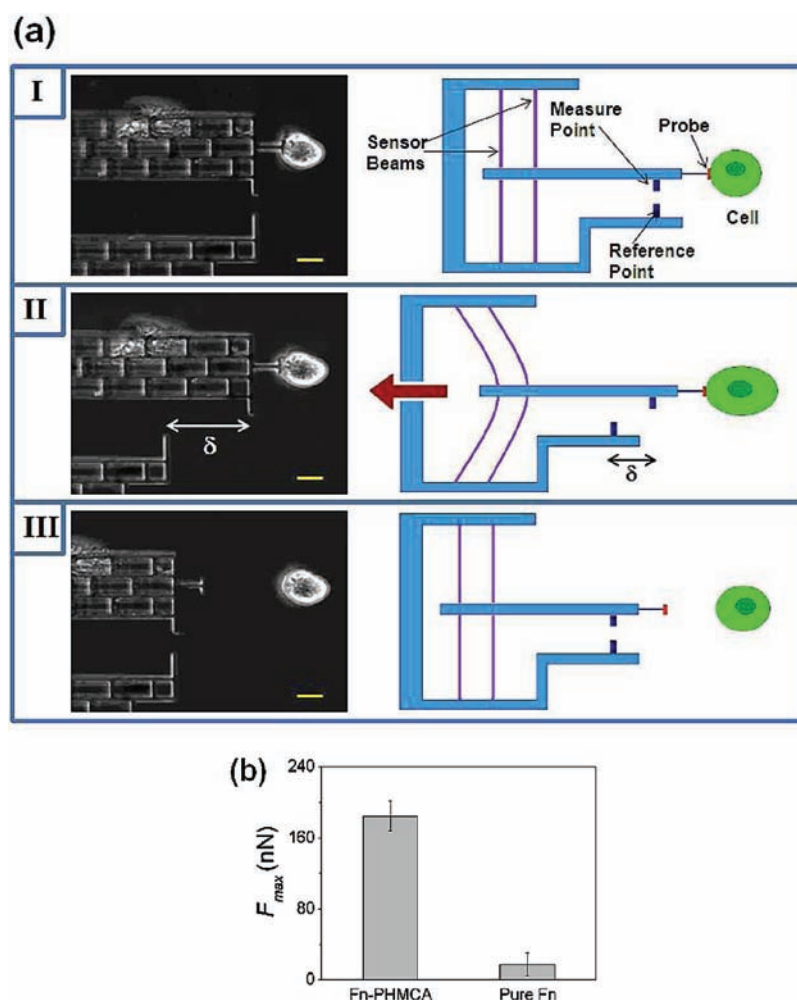 (a)
I
Sensor
Beams
Measure
Point
Probe
Cell
Reference
Point
II
δ
δ
III
(b)
240
160
80
0
F max (nN)
Fn-PHMCA
Pure Fn